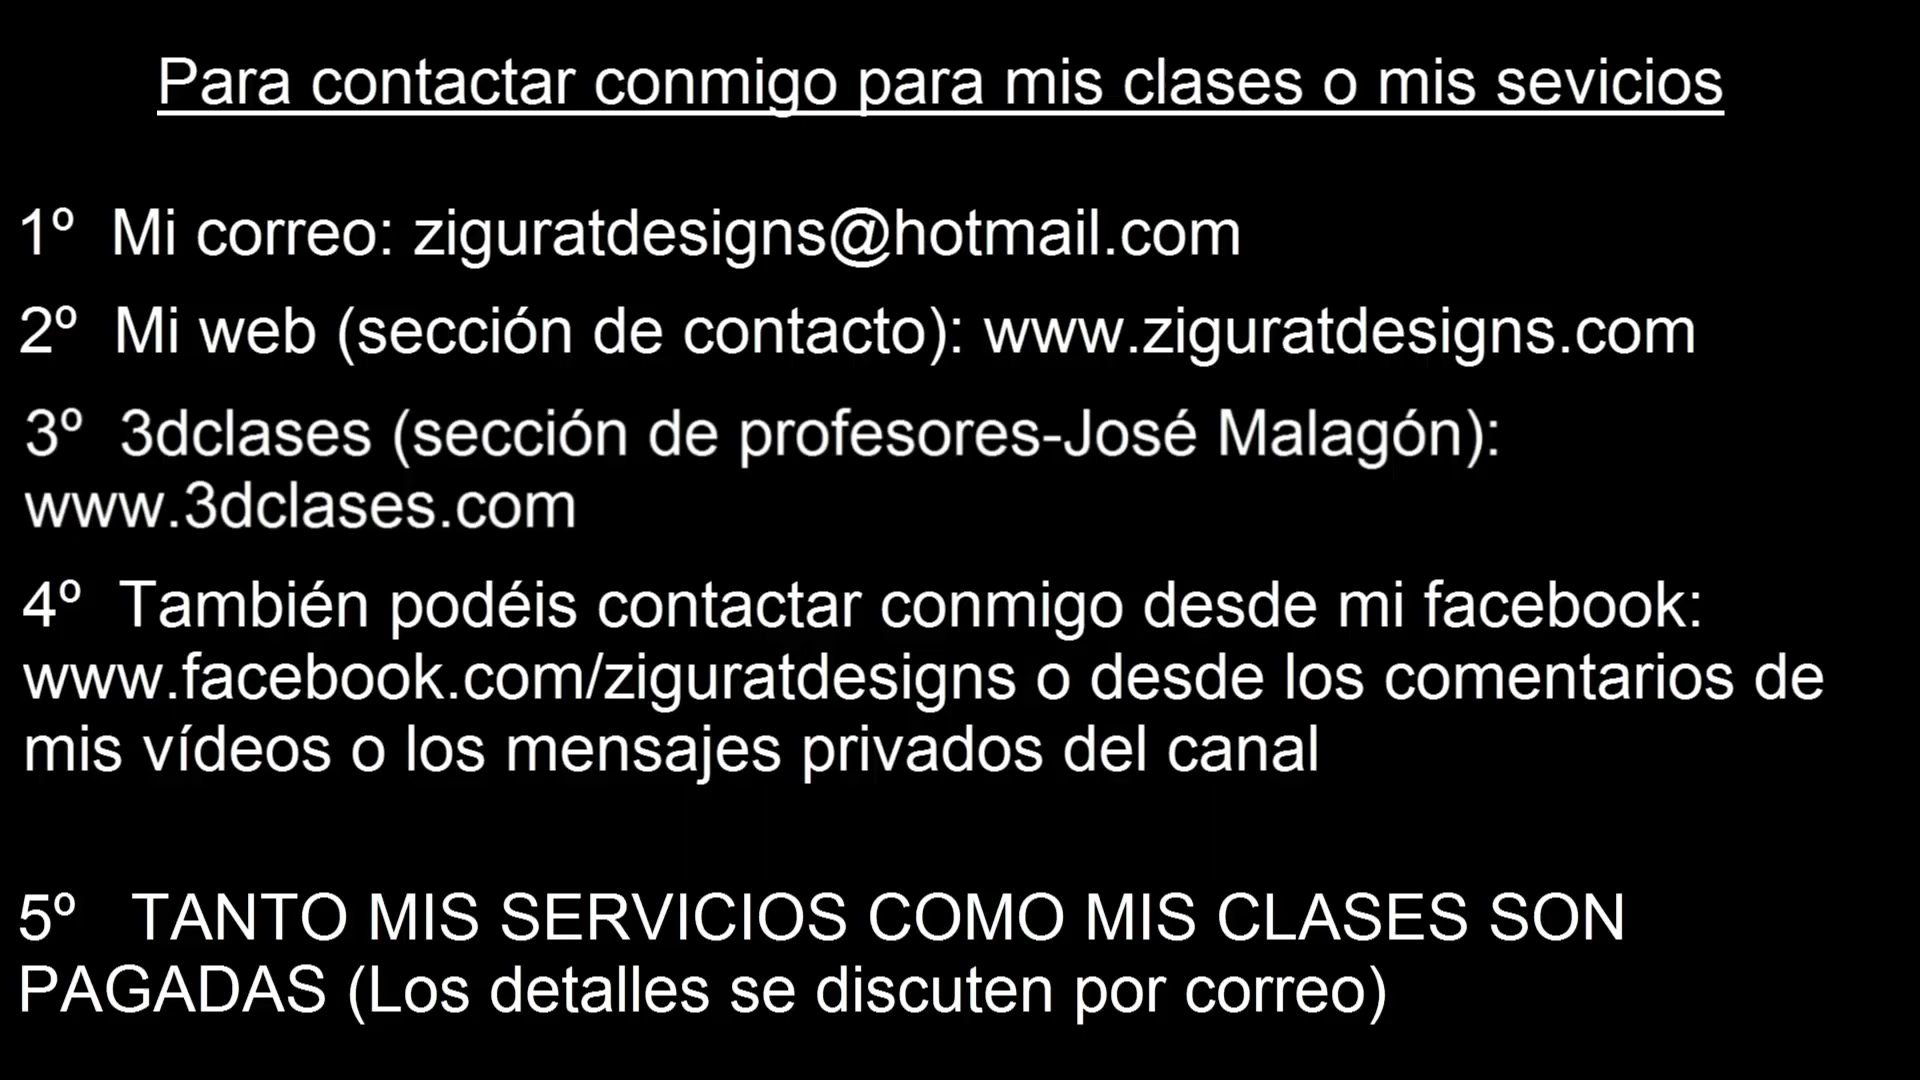 Para contactar conmigo para mis clases o mis sevicios
1º Mi correo: ziguratdesigns@hotmail.com
2º Mi web (sección de contacto): www.ziguratdesigns.com
3º 3dclases (sección de profesores-José Malagón):
www.3dclases.com
4º También podéis contactar conmigo desde mi facebook:
www.facebook.com/ziguratdesigns o desde los comentarios de
mis vídeos o los mensajes privados del canal
5º TANTO MIS SERVICIOS COMO MIS CLASES SON
PAGADAS (Los detalles se discuten por correo)